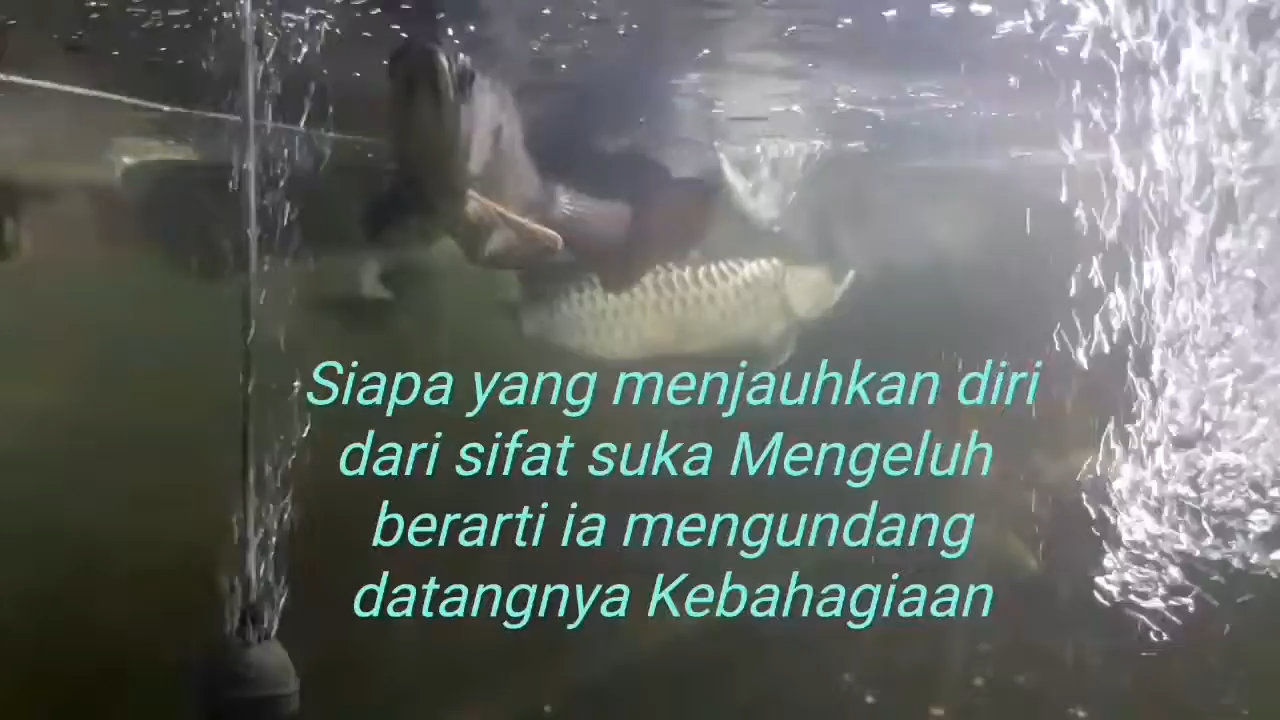 Siapa yang menjauhkan diri
dari sifat suka Mengeluh
berarti ia mengundang
datangnya Kebahagiaan